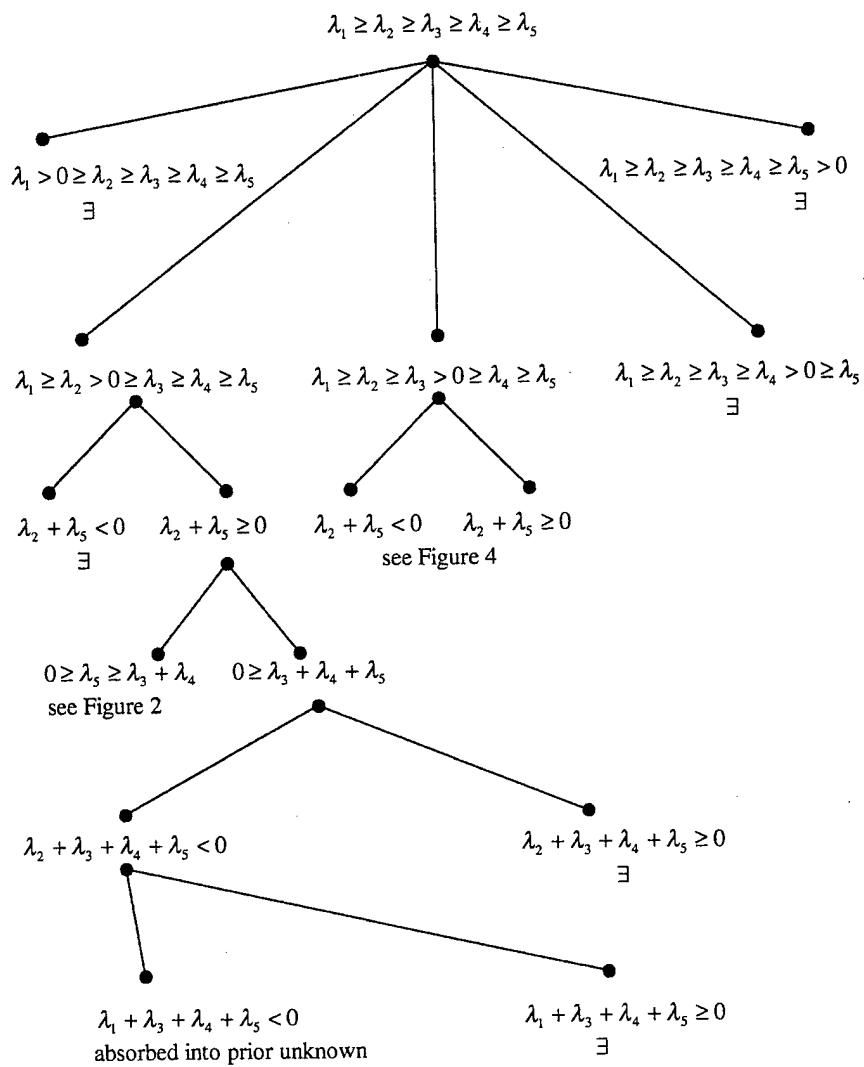 λ₁ ≥ λ₂ ≥ λ₃ ≥ λ₄ ≥ λ₅
λ₁ > 0 ≥ λ₂ ≥ λ₃ ≥ λ₄ ≥ λ₅
∃
λ₁ ≥ λ₂ ≥ λ₃ ≥ λ₄ ≥ λ₅ > 0
∃
λ₁ ≥ λ₂ > 0 ≥ λ₃ ≥ λ₄ ≥ λ₅
λ₁ ≥ λ₂ ≥ λ₃ > 0 ≥ λ₄ ≥ λ₅
λ₁ ≥ λ₂ ≥ λ₃ ≥ λ₄ > 0 ≥ λ₅
∃
λ₂ + λ₅ < 0
∃
λ₂ + λ₅ ≥ 0
λ₂ + λ₅ < 0
λ₂ + λ₅ ≥ 0
see Figure 4
0 ≥ λ₅ ≥ λ₃ + λ₄
see Figure 2
0 ≥ λ₃ + λ₄ + λ₅
λ₂ + λ₃ + λ₄ + λ₅ < 0
λ₂ + λ₃ + λ₄ + λ₅ ≥ 0
∃
λ₁ + λ₃ + λ₄ + λ₅ < 0
absorbed into prior unknown
λ₁ + λ₃ + λ₄ + λ₅ ≥ 0
∃